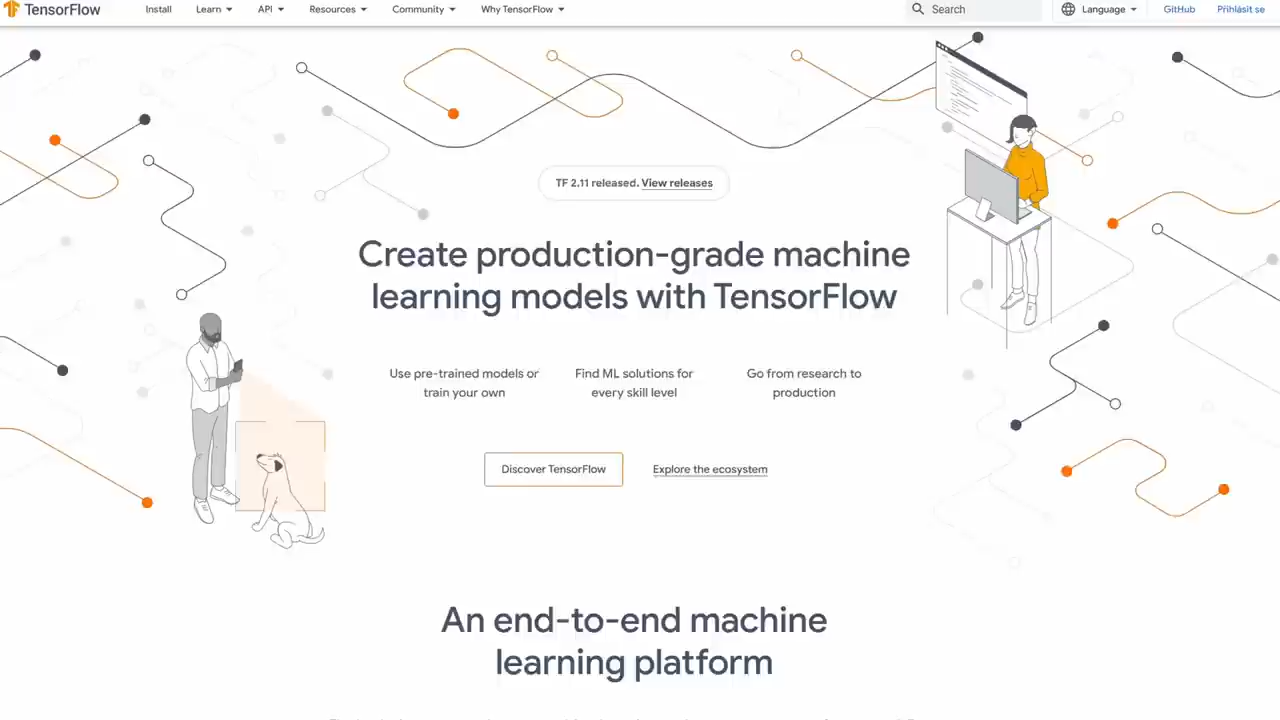 TensorFlow Install Learn API Resources Community Why TensorFlow Search Language GitHub Přihlásit se
TF 2.11 released. View releases
Create production-grade machine
learning models with TensorFlow
Use pre-trained models or
train your own
Find ML solutions for
every skill level
Go from research to
production
Discover TensorFlow
Explore the ecosystem
An end-to-end machine
learning platform